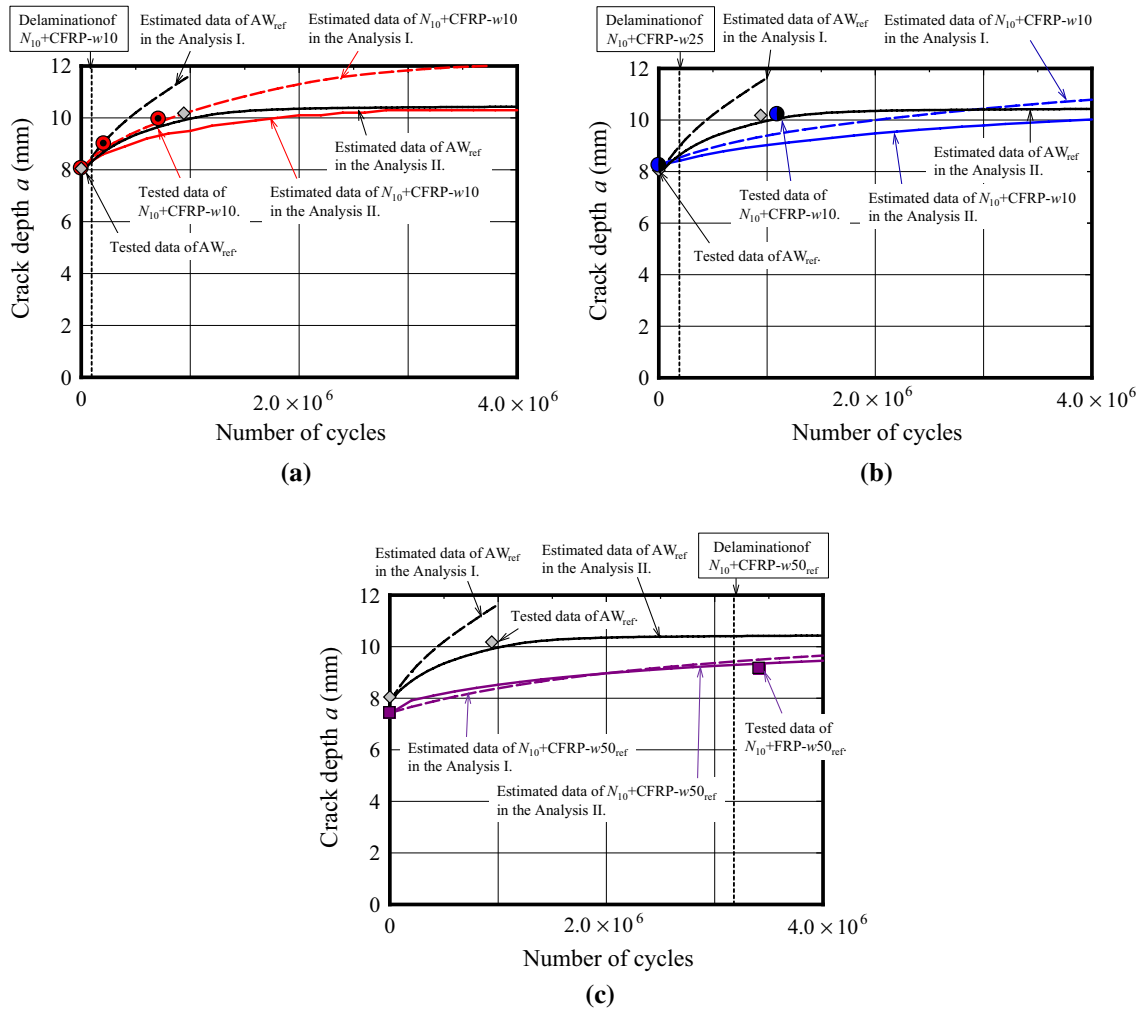 Delaminationof
N10+CFRP-w10
Estimated data of AWref
in the Analysis I.
Estimated data of N10+CFRP-w10
in the Analysis I.
12
10
8
6
4
2
0
Crack depth a (mm)
Tested data of
N10+CFRP-w10.
Tested data of AWref.
Estimated data of AWref
in the Analysis II.
Estimated data of N10+CFRP-w10
in the Analysis II.
0
2.0 × 10^6
4.0 × 10^6
Number of cycles
(a)
Delaminationof
N10+CFRP-w25
Estimated data of AWref
in the Analysis I.
Estimated data of N10+CFRP-w10
in the Analysis I.
12
10
8
6
4
2
0
Crack depth a (mm)
Tested data of
N10+CFRP-w10.
Tested data of AWref.
Estimated data of AWref
in the Analysis II.
Estimated data of N10+CFRP-w10
in the Analysis II.
0
2.0 × 10^6
4.0 × 10^6
Number of cycles
(b)
Estimated data of AWref
in the Analysis I.
Estimated data of AWref
in the Analysis II.
Delaminationof
N10+CFRP-w50ref
12
10
8
6
4
2
0
Crack depth a (mm)
Tested data of AWref.
Estimated data of N10+CFRP-w50ref
in the Analysis I.
Estimated data of N10+CFRP-w50ref
in the Analysis II.
Tested data of
N10+FRP-w50ref.
0
2.0 × 10^6
4.0 × 10^6
Number of cycles
(c)